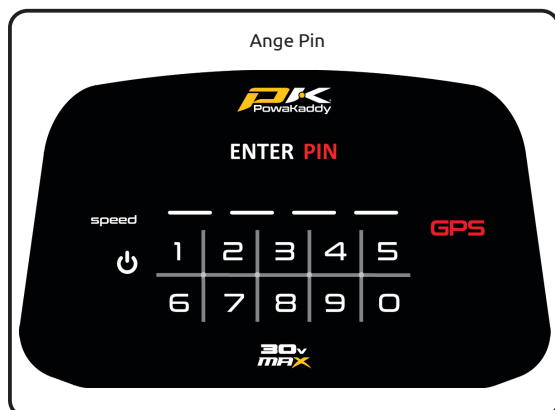 Ange Pin
PK
PowaKaddy
ENTER PIN
speed
GPS
1 2 3 4 5
6 7 8 9 0
30v
MAX